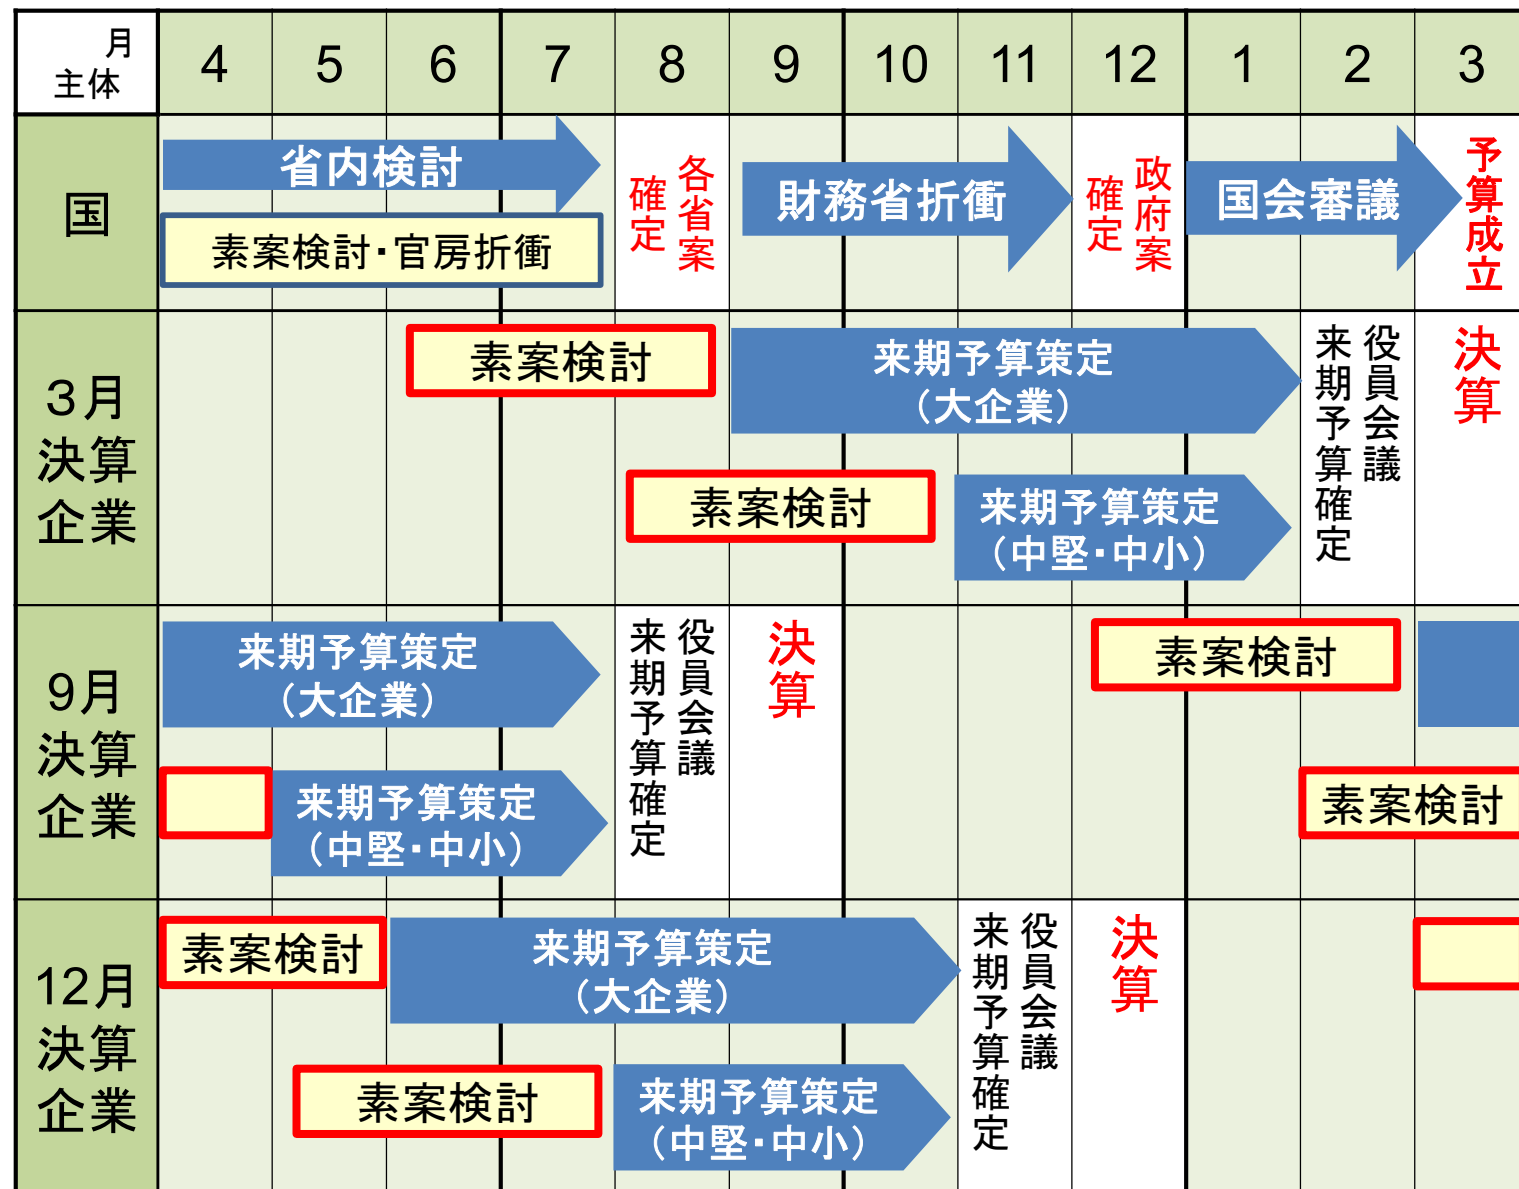 月
主体
4
5
6
7
8
9
10
11
12
1
2
3
国
省内検討
素案検討・官房折衝
各省案
確定
財務省折衝
政府案
確定
国会審議
予算成立
3月
決算
企業
素案検討
来期予算策定
（大企業）
素案検討
来期予算策定
（中堅・中小）
役員会議
来期予算確定
決算
9月
決算
企業
来期予算策定
（大企業）
来期予算策定
（中堅・中小）
役員会議
来期予算確定
決算
素案検討
素案検討
12月
決算
企業
素案検討
来期予算策定
（大企業）
素案検討
来期予算策定
（中堅・中小）
役員会議
来期予算確定
決算